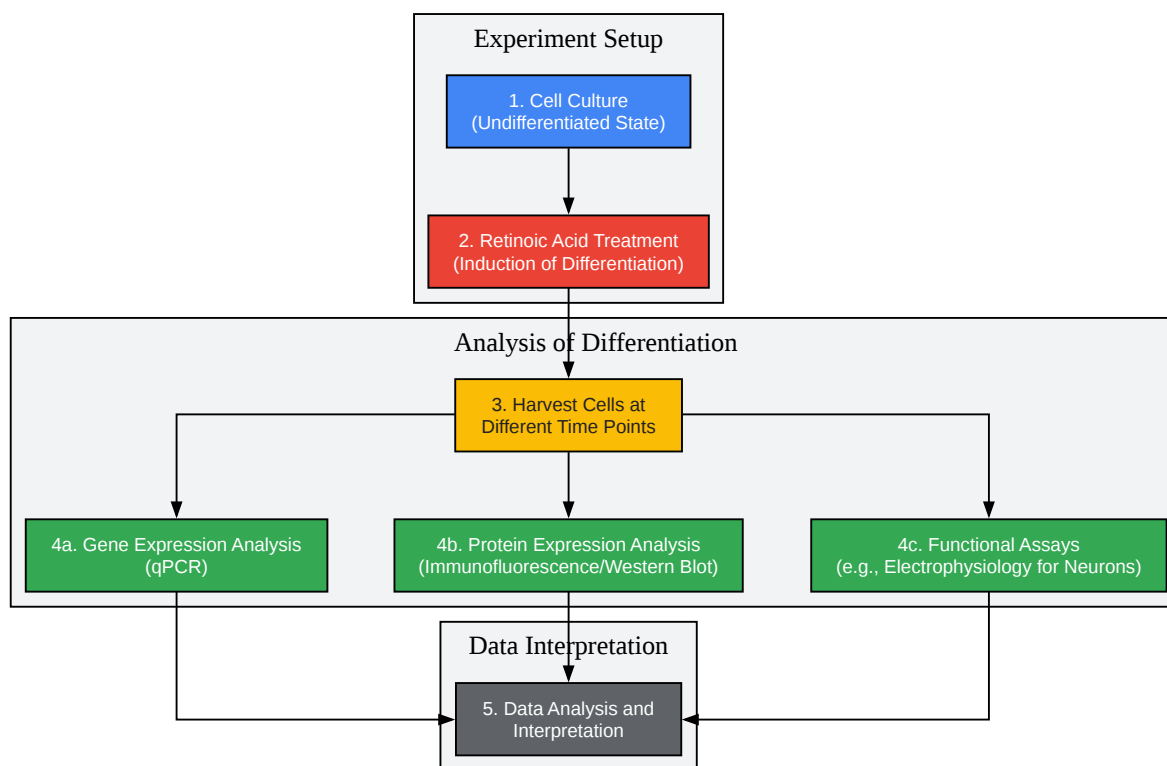 Experiment Setup
1. Cell Culture
(Undifferentiated State)
2. Retinoic Acid Treatment
(Induction of Differentiation)
Analysis of Differentiation
3. Harvest Cells at
Different Time Points
4a. Gene Expression Analysis
(qPCR)
4b. Protein Expression Analysis
(Immunofluorescence/Western Blot)
4c. Functional Assays
(e.g., Electrophysiology for Neurons)
Data Interpretation
5. Data Analysis and
Interpretation